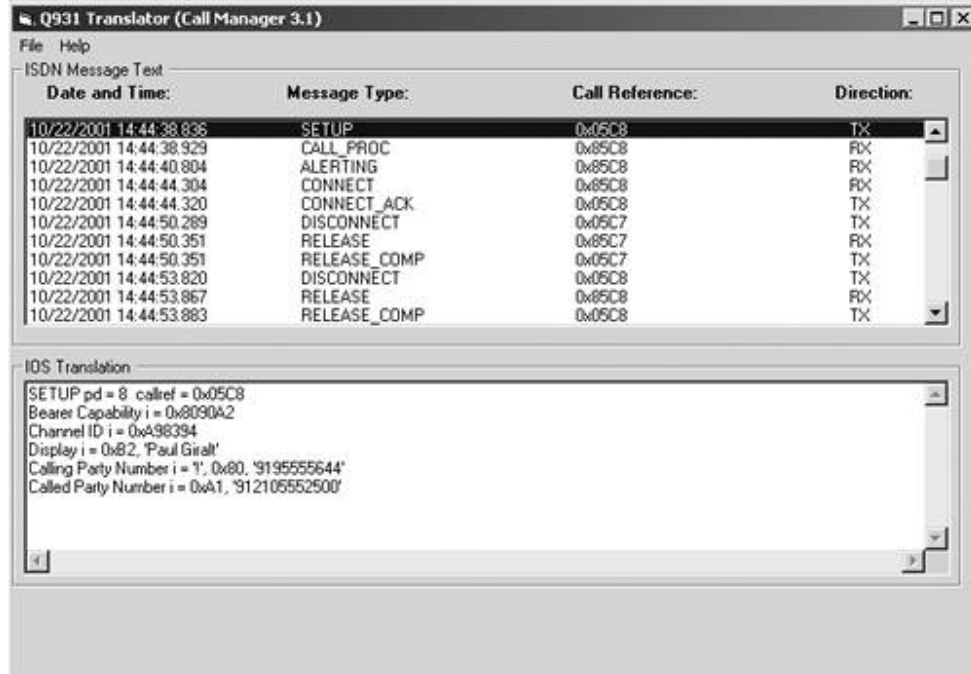 Q931 Translator (Call Manager 3.1)
File Help
ISDN Message Text
Date and Time: Message Type: Call Reference: Direction:
10/22/2001 14:44:38.836 SETUP 0x05C8 TX
10/22/2001 14:44:38.929 CALL_PROC 0x85C8 RX
10/22/2001 14:44:40.804 ALERTING 0x85C8 RX
10/22/2001 14:44:44.304 CONNECT 0x85C8 RX
10/22/2001 14:44:44.320 CONNECT_ACK 0x05C8 TX
10/22/2001 14:44:50.289 DISCONNECT 0x05C7 TX
10/22/2001 14:44:50.351 RELEASE 0x85C7 RX
10/22/2001 14:44:50.351 RELEASE_COMP 0x05C7 TX
10/22/2001 14:44:53.820 DISCONNECT 0x05C8 TX
10/22/2001 14:44:53.867 RELEASE 0x85C8 RX
10/22/2001 14:44:53.883 RELEASE_COMP 0x05C8 TX
IOS Translation
SETUP pd = 8 callref = 0x05C8
Bearer Capability i = 0x8090A2
Channel ID i = 0xA98394
Display i = 0xB2, 'Paul Giralt'
Calling Party Number i = '!', 0x80, '9195555644'
Called Party Number i = 0xA1, '912105552500'